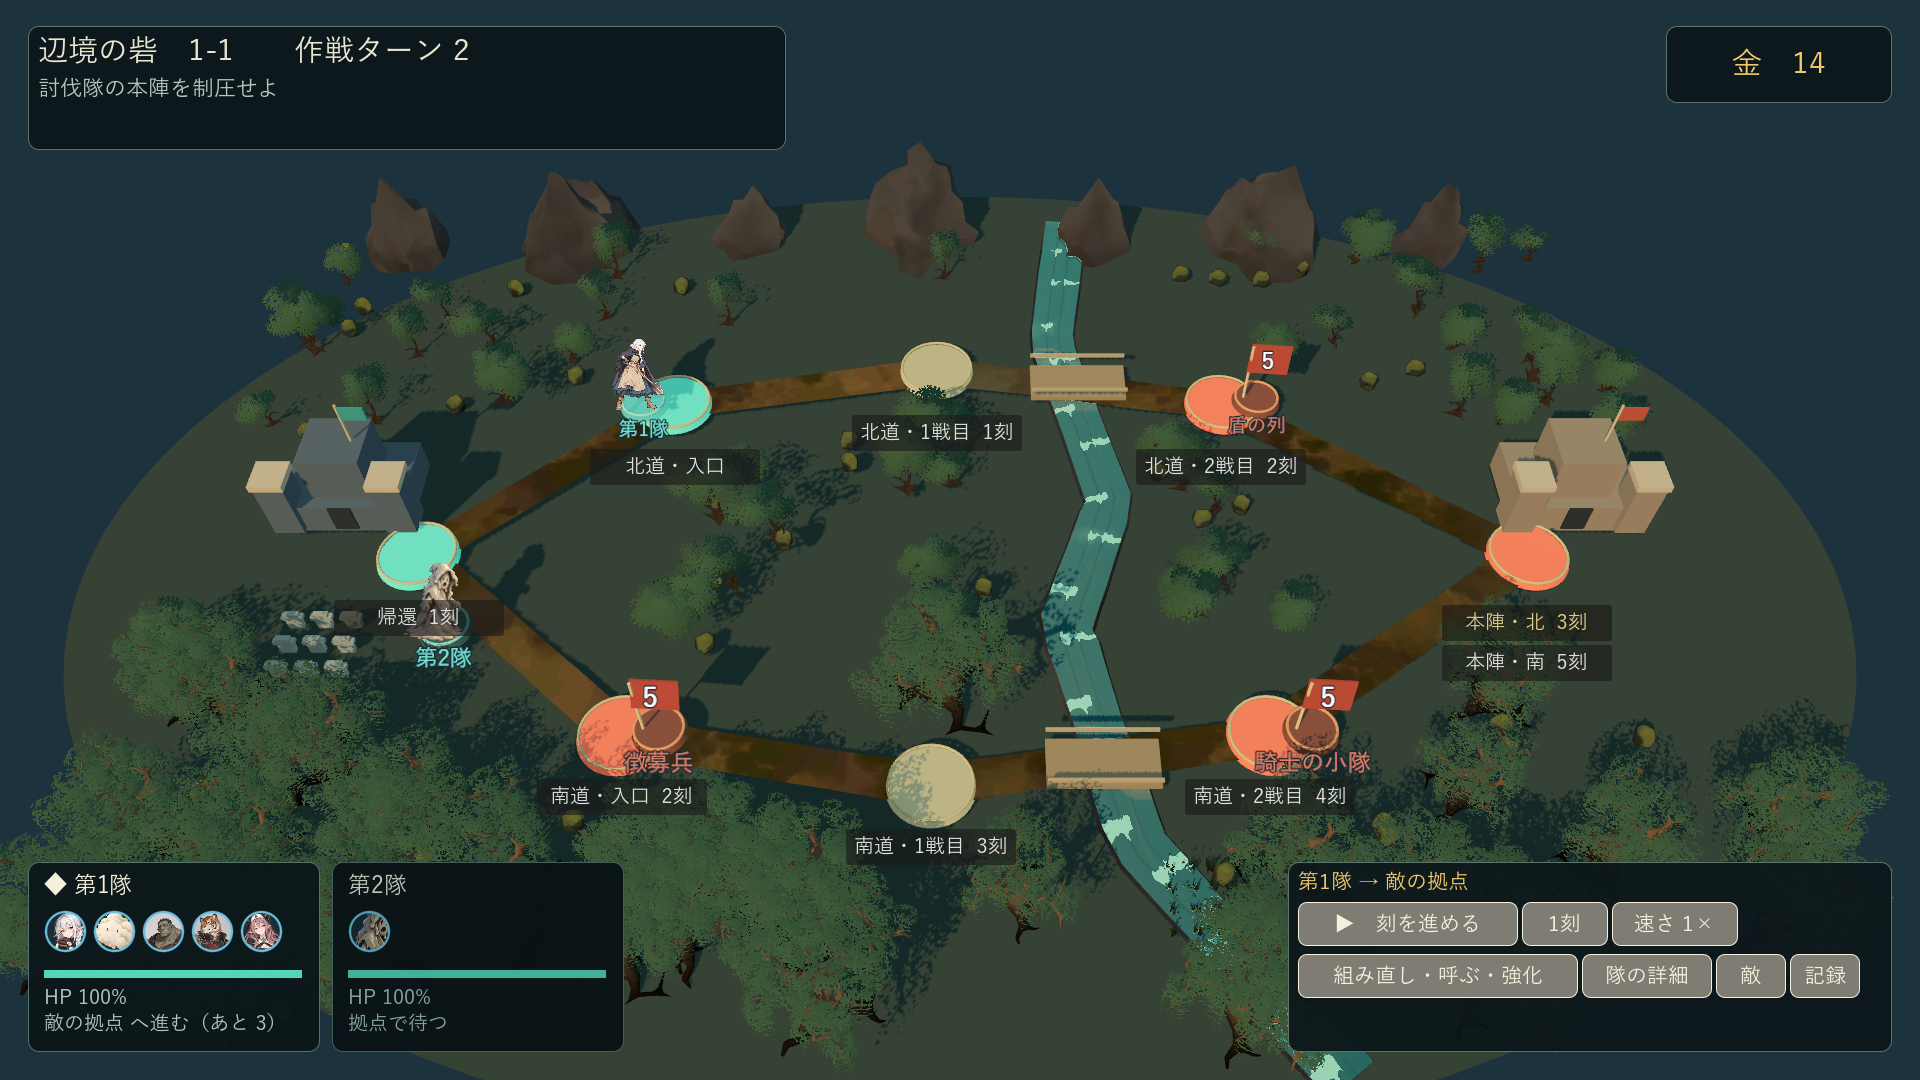 辺境の砦 1-1 作戦ターン 2
討伐隊の本陣を制圧せよ
金 14
5
第1隊
盾の列
北道・1戦目 1刻
北道・入口
北道・2戦目 2刻
帰還 1刻
第2隊
本陣・北 3刻
本陣・南 5刻
5
5
徴募兵
騎士の小隊
南道・入口 2刻
南道・2戦目 4刻
南道・1戦目 3刻
◆ 第1隊
HP 100%
敵の拠点 へ進む（あと 3）
第2隊
HP 100%
拠点で待つ
第1隊 → 敵の拠点
▶ 刻を進める
1刻
速さ 1×
組み直し・呼ぶ・強化
隊の詳細
敵
記録